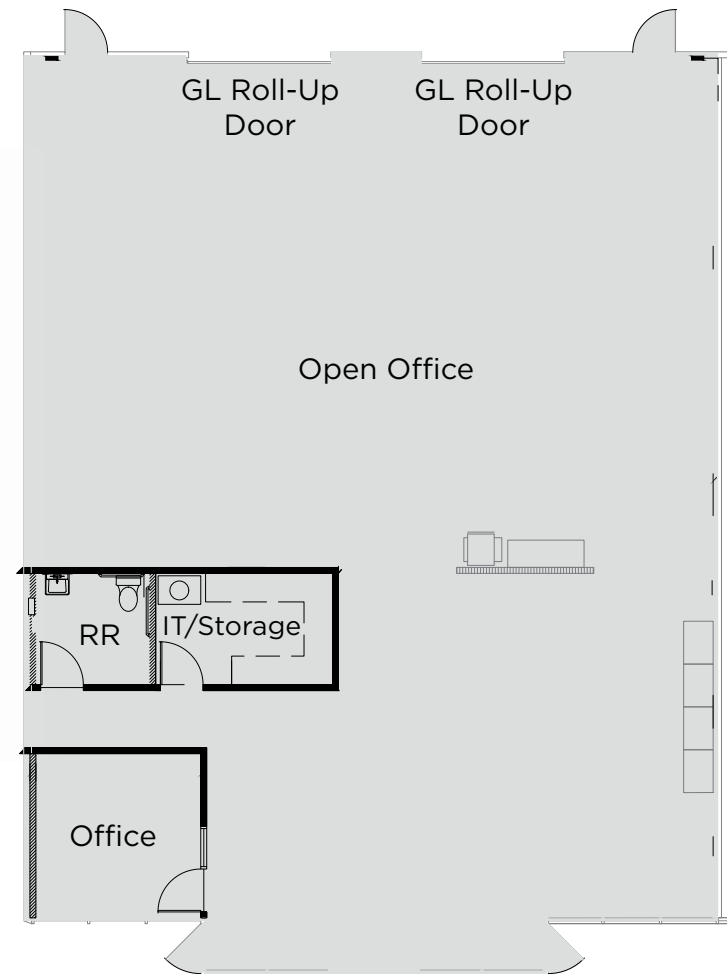 GL Roll-Up
Door
GL Roll-Up
Door
Open Office
RR
IT/Storage
Office